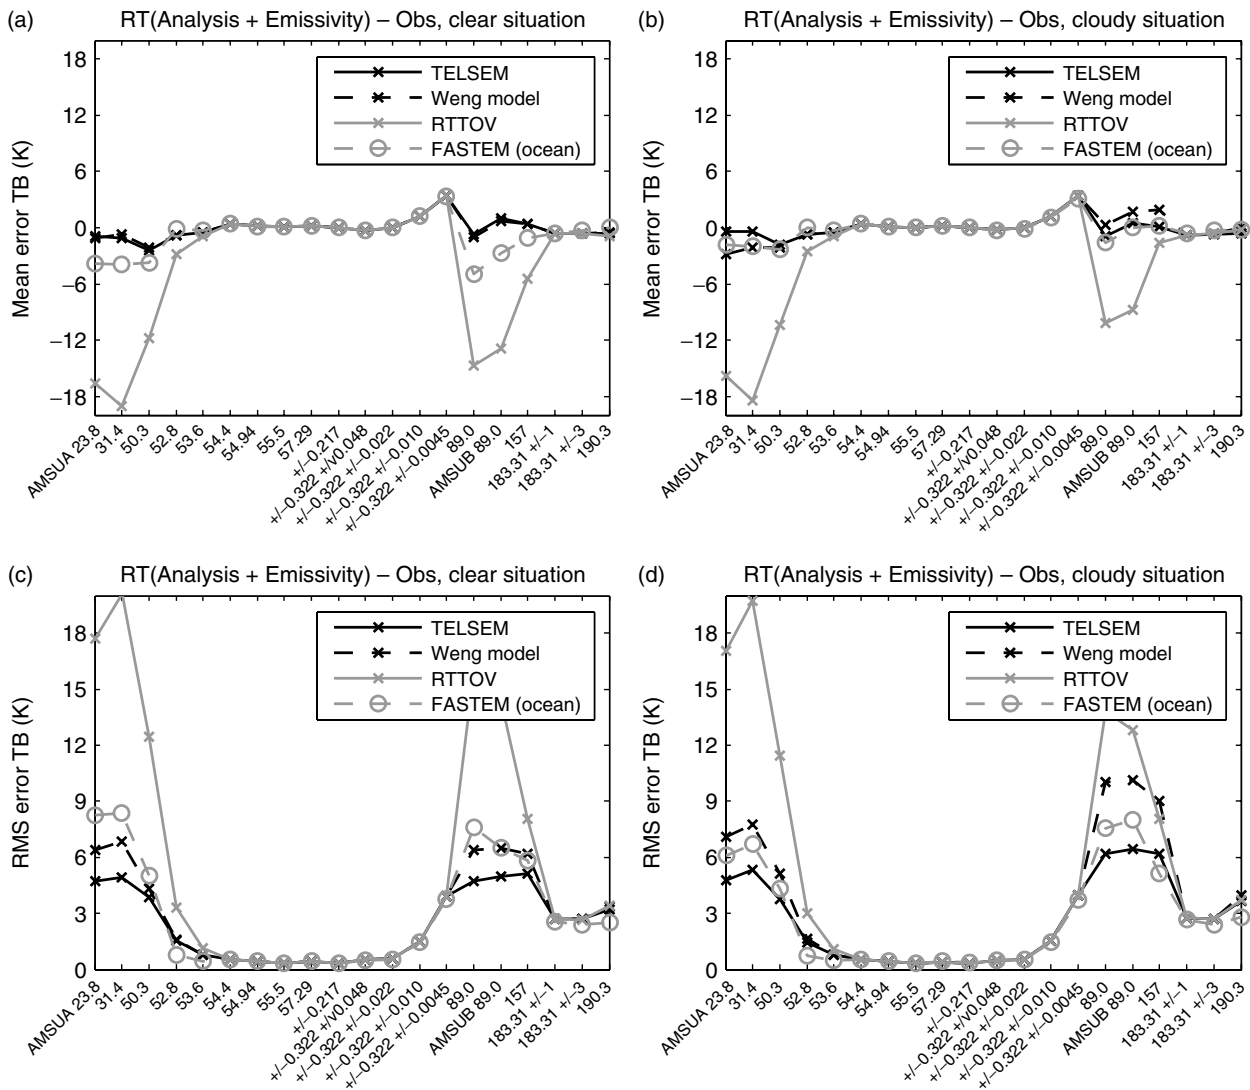 (a) RT(Analysis + Emissivity) – Obs, clear situation
18
12
6
0
−6
−12
−18
Mean error TB (K)
TELSEM
Weng model
RTTOV
FASTEM (ocean)
AMSUA 23.8
31.4
50.3
52.8
53.6
54.4
54.94
55.5
57.29
+/−0.217
+/−0.322 +/v0.048
+/−0.322 +/−0.022
+/−0.322 +/−0.010
+/−0.322 +/−0.0045
89.0
AMSUB 89.0
157
183.31 +/−1
183.31 +/−3
190.3
(b) RT(Analysis + Emissivity) – Obs, cloudy situation
18
12
6
0
−6
−12
−18
Mean error TB (K)
TELSEM
Weng model
RTTOV
FASTEM (ocean)
AMSUA 23.8
31.4
50.3
52.8
53.6
54.4
54.94
55.5
57.29
+/−0.217
+/−0.322 +/v0.048
+/−0.322 +/−0.022
+/−0.322 +/−0.010
+/−0.322 +/−0.0045
89.0
AMSUB 89.0
157
183.31 +/−1
183.31 +/−3
190.3
(c) RT(Analysis + Emissivity) – Obs, clear situation
18
15
12
9
6
3
0
RMS error TB (K)
TELSEM
Weng model
RTTOV
FASTEM (ocean)
AMSUA 23.8
31.4
50.3
52.8
53.6
54.4
54.94
55.5
57.29
+/−0.217
+/−0.322 +/v0.048
+/−0.322 +/−0.022
+/−0.322 +/−0.010
+/−0.322 +/−0.0045
89.0
AMSUB 89.0
157
183.31 +/−1
183.31 +/−3
190.3
(d) RT(Analysis + Emissivity) – Obs, cloudy situation
18
15
12
9
6
3
0
RMS error TB (K)
TELSEM
Weng model
RTTOV
FASTEM (ocean)
AMSUA 23.8
31.4
50.3
52.8
53.6
54.4
54.94
55.5
57.29
+/−0.217
+/−0.322 +/v0.048
+/−0.322 +/−0.022
+/−0.322 +/−0.010
+/−0.322 +/−0.0045
89.0
AMSUB 89.0
157
183.31 +/−1
183.31 +/−3
190.3